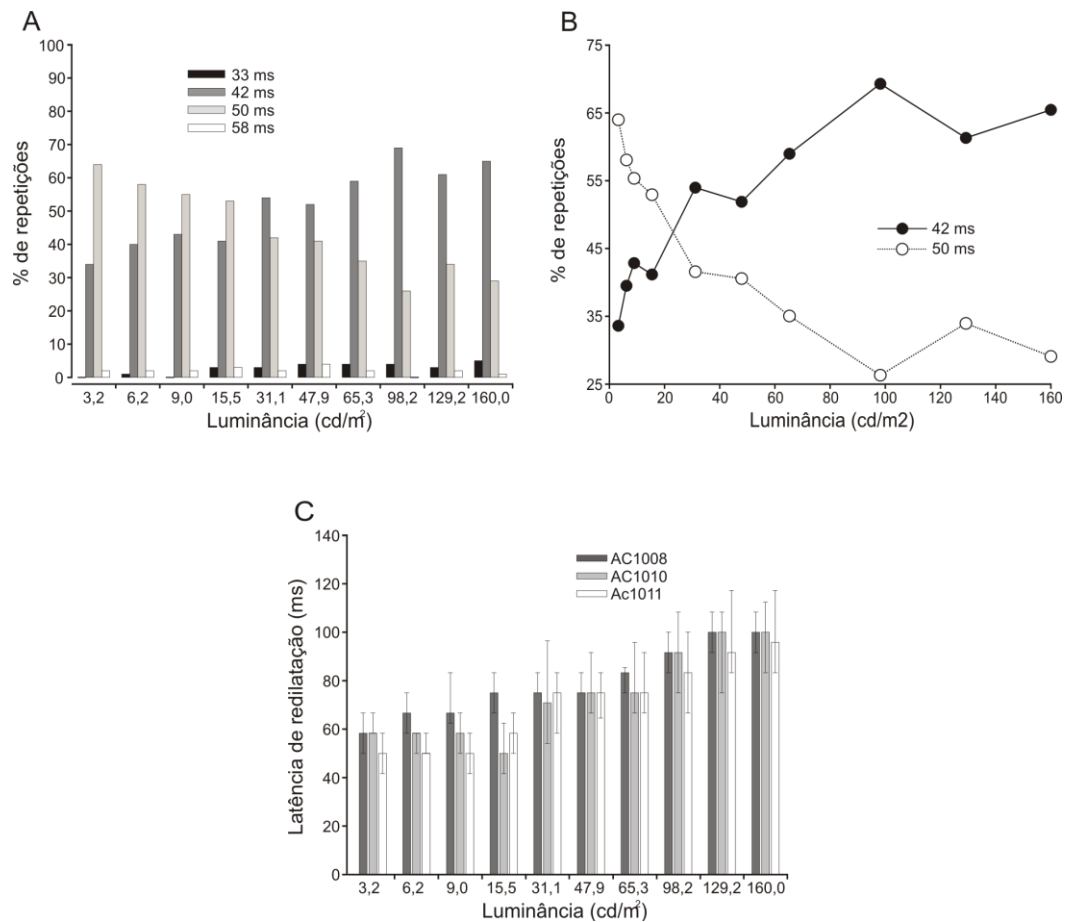 A
100
90
80
70
60
50
40
30
20
10
0
% de repetições
33 ms
42 ms
50 ms
58 ms
3,2 6,2 9,0 15,5 31,1 47,9 65,3 98,2 129,2 160,0
Luminância (cd/m²)
B
75
65
55
45
35
25
% de repetições
42 ms
50 ms
0 20 40 60 80 100 120 140 160
Luminância (cd/m2)
C
140
120
100
80
60
40
20
0
Latência de redilatação (ms)
AC1008
AC1010
Ac1011
3,2 6,2 9,0 15,5 31,1 47,9 65,3 98,2 129,2 160,0
Luminância (cd/m²)